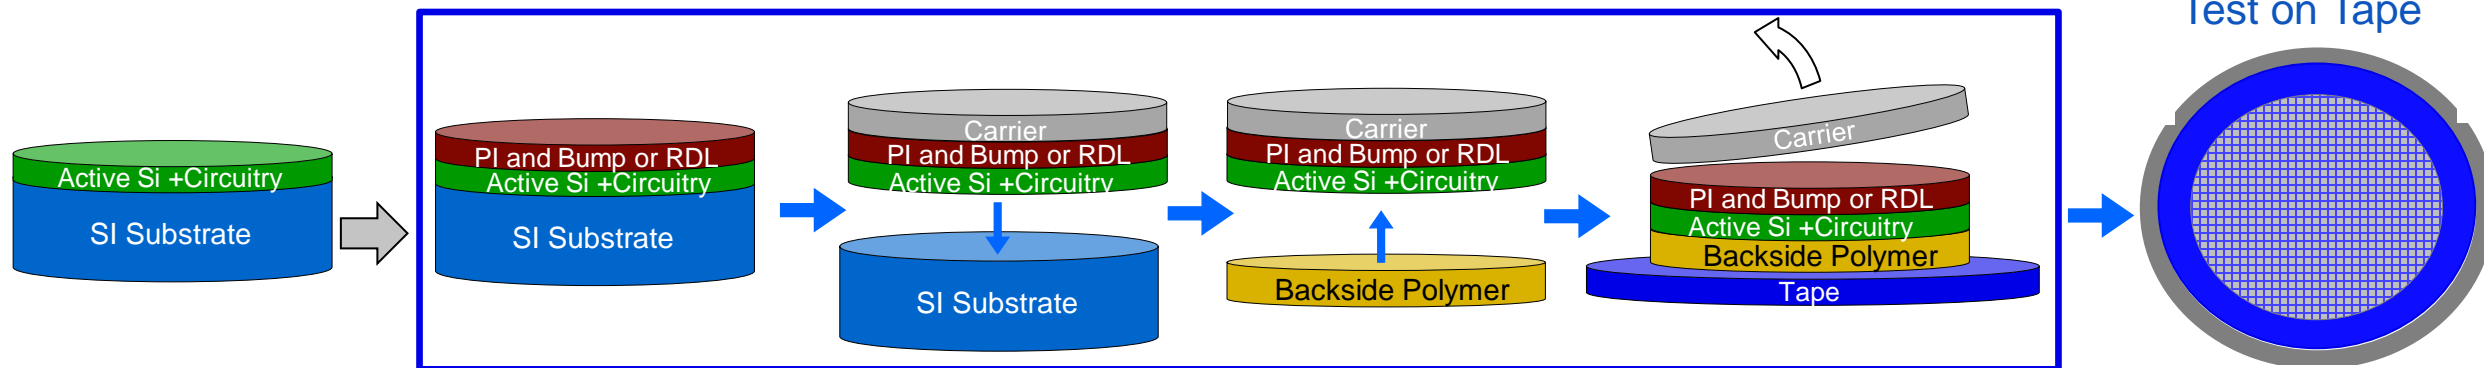 Test on Tape
Active Si +Circuitry
SI Substrate
PI and Bump or RDL
Active Si +Circuitry
SI Substrate
Carrier
PI and Bump or RDL
Active Si +Circuitry
SI Substrate
Carrier
PI and Bump or RDL
Active Si +Circuitry
Backside Polymer
Carrier
PI and Bump or RDL
Active Si +Circuitry
Backside Polymer
Tape